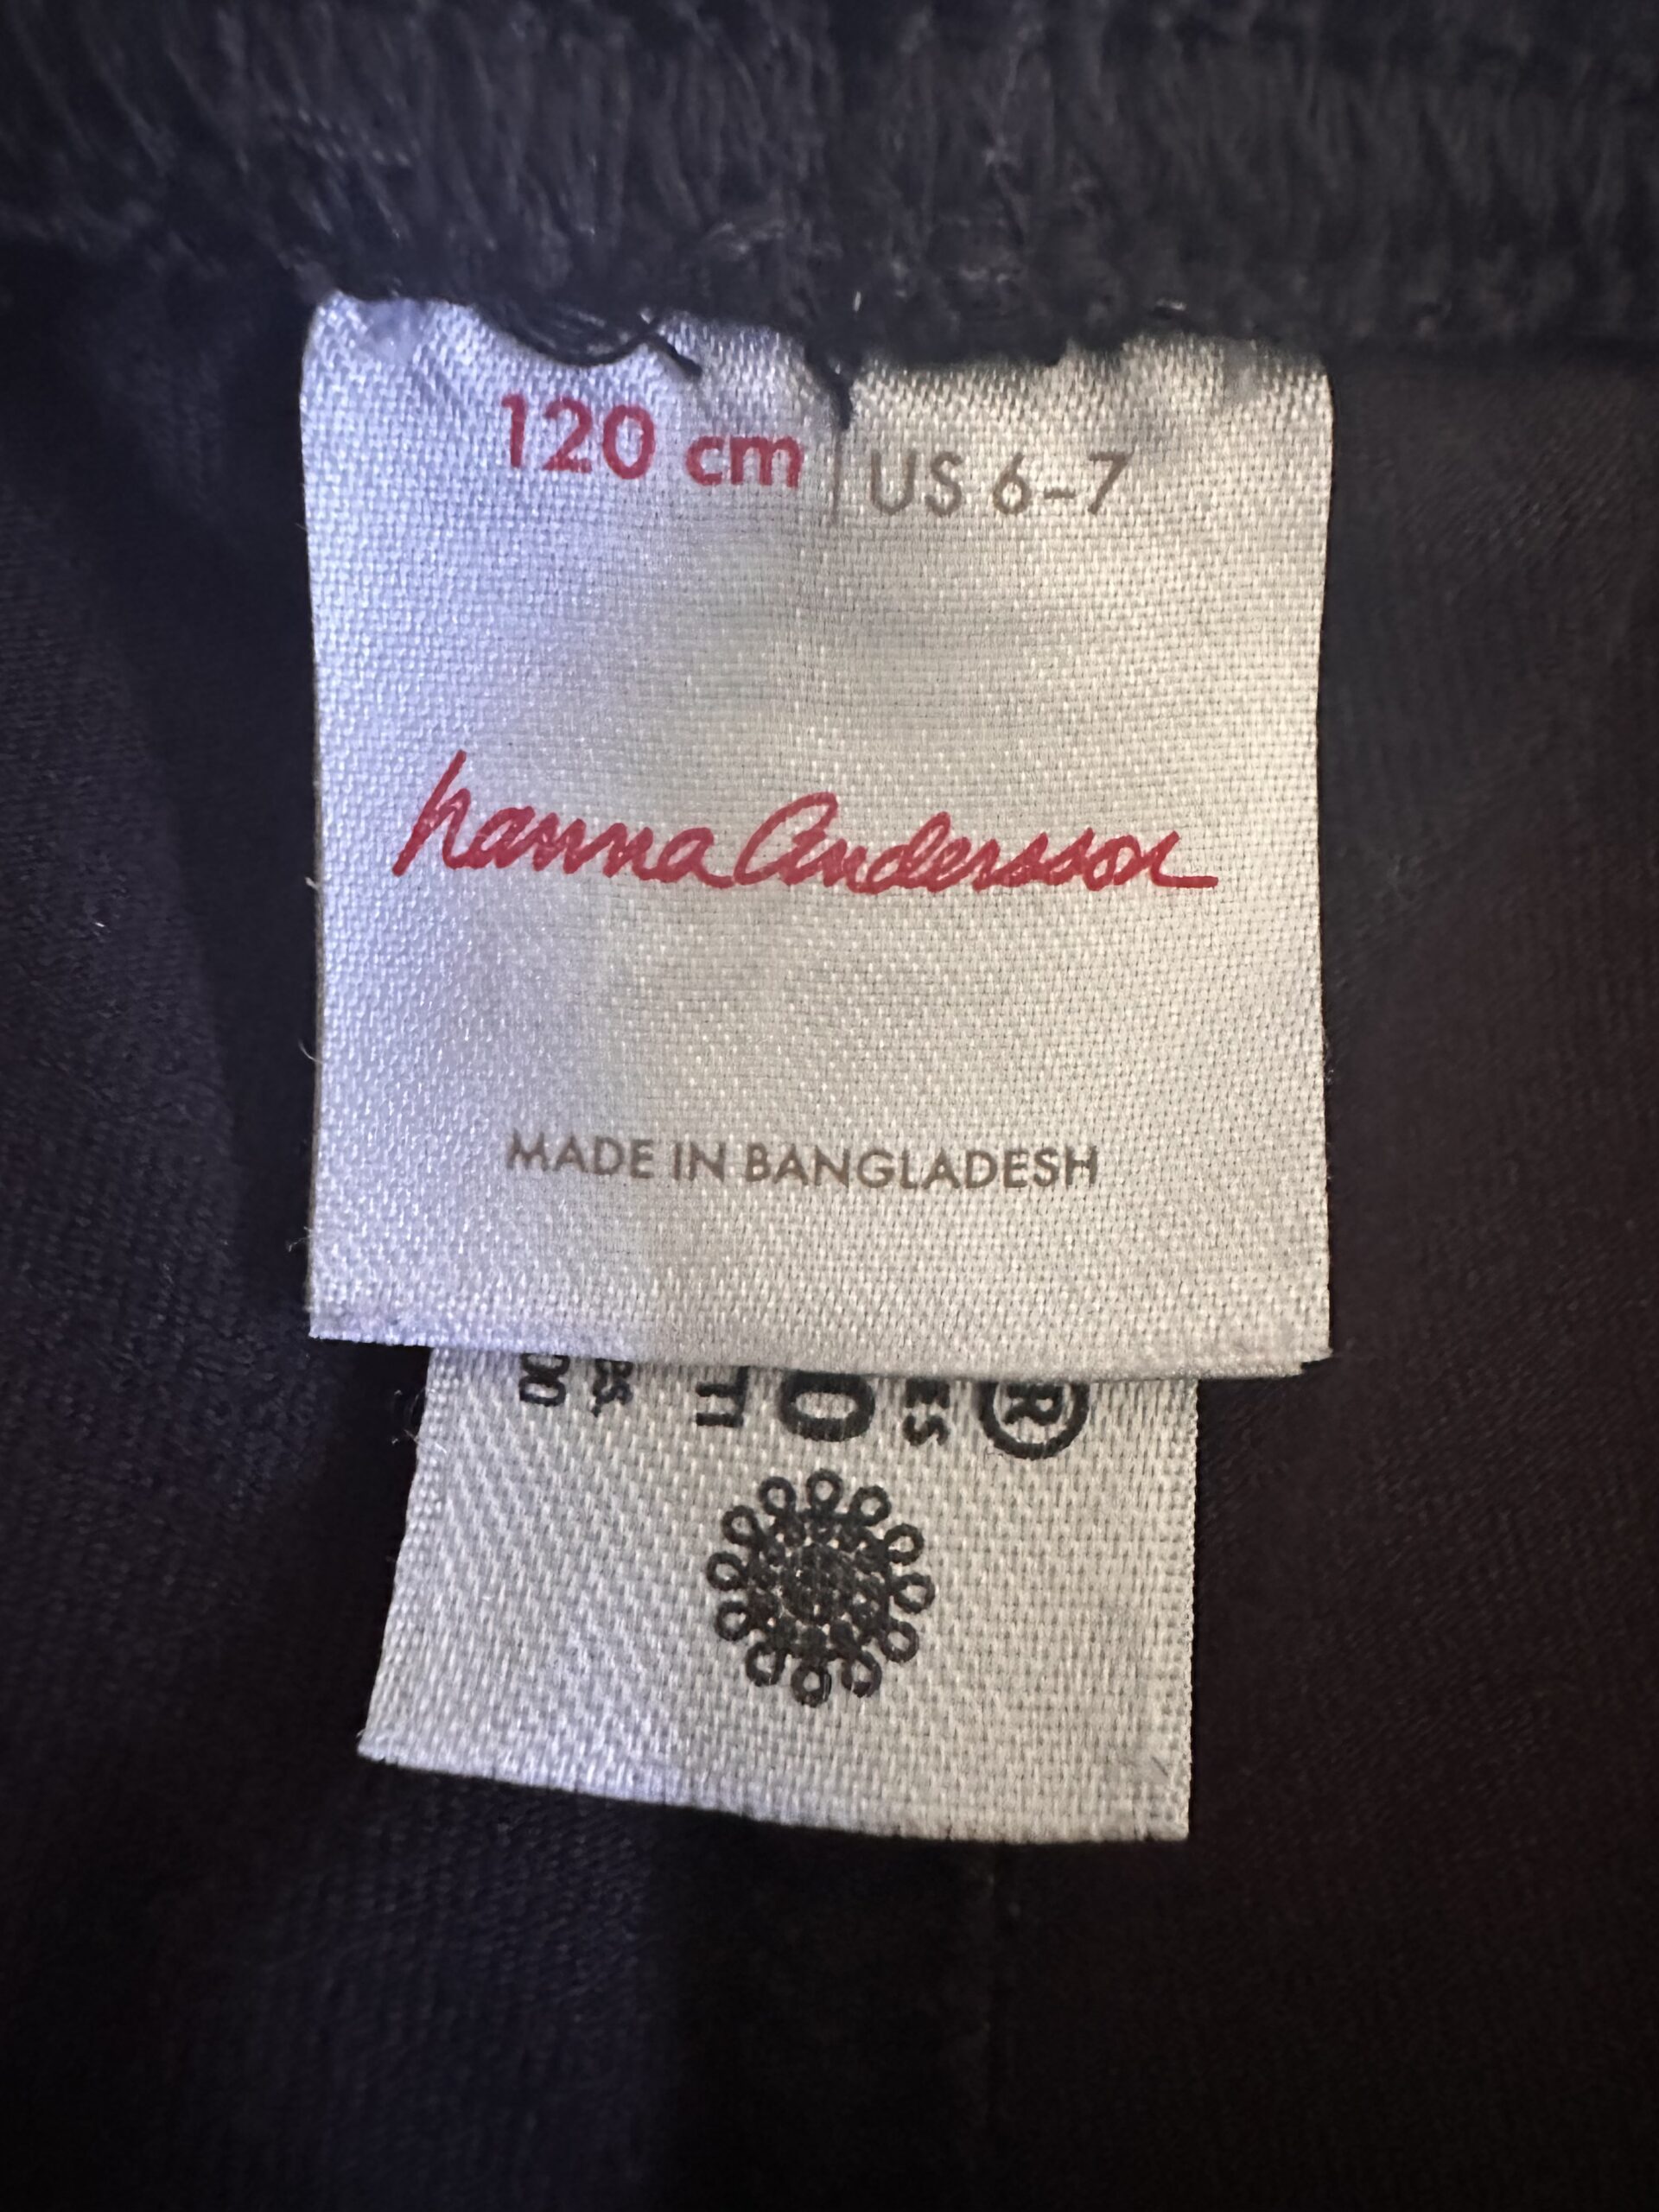 120 cm | US 6-7
hanna Andersson
MADE IN BANGLADESH
®